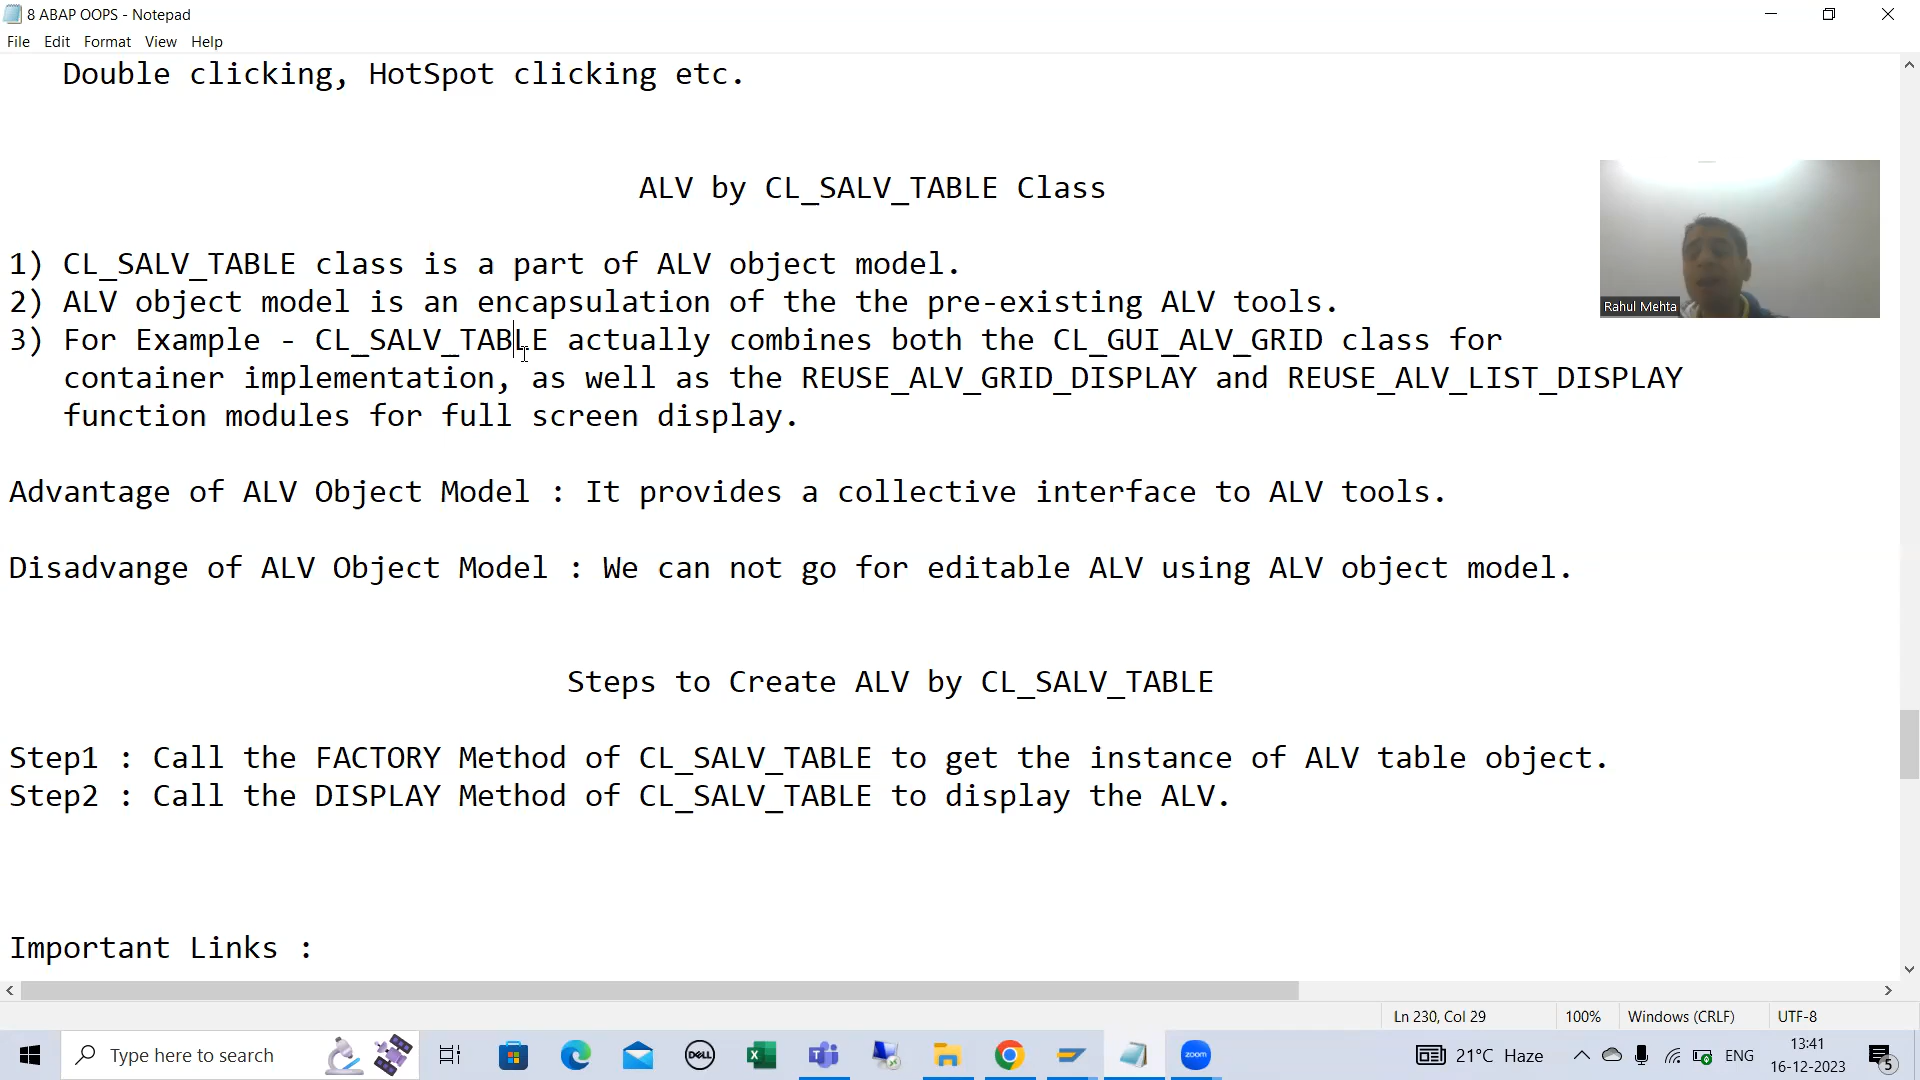 8 ABAP OOPS - Notepad
File Edit Format View Help
Double clicking, HotSpot clicking etc.
ALV by CL_SALV_TABLE Class
1) CL_SALV_TABLE class is a part of ALV object model.
2) ALV object model is an encapsulation of the the pre-existing ALV tools.
3) For Example - CL_SALV_TABLE actually combines both the CL_GUI_ALV_GRID class for
container implementation, as well as the REUSE_ALV_GRID_DISPLAY and REUSE_ALV_LIST_DISPLAY
function modules for full screen display.
Rahul Mehta
Advantage of ALV Object Model : It provides a collective interface to ALV tools.
Disadvange of ALV Object Model : We can not go for editable ALV using ALV object model.
Steps to Create ALV by CL_SALV_TABLE
Step1 : Call the FACTORY Method of CL_SALV_TABLE to get the instance of ALV table object.
Step2 : Call the DISPLAY Method of CL_SALV_TABLE to display the ALV.
Important Links :
Ln 230, Col 29 100% Windows (CRLF) UTF-8
Type here to search
DELL
zoom
21°C Haze
ENG
13:41
16-12-2023
5